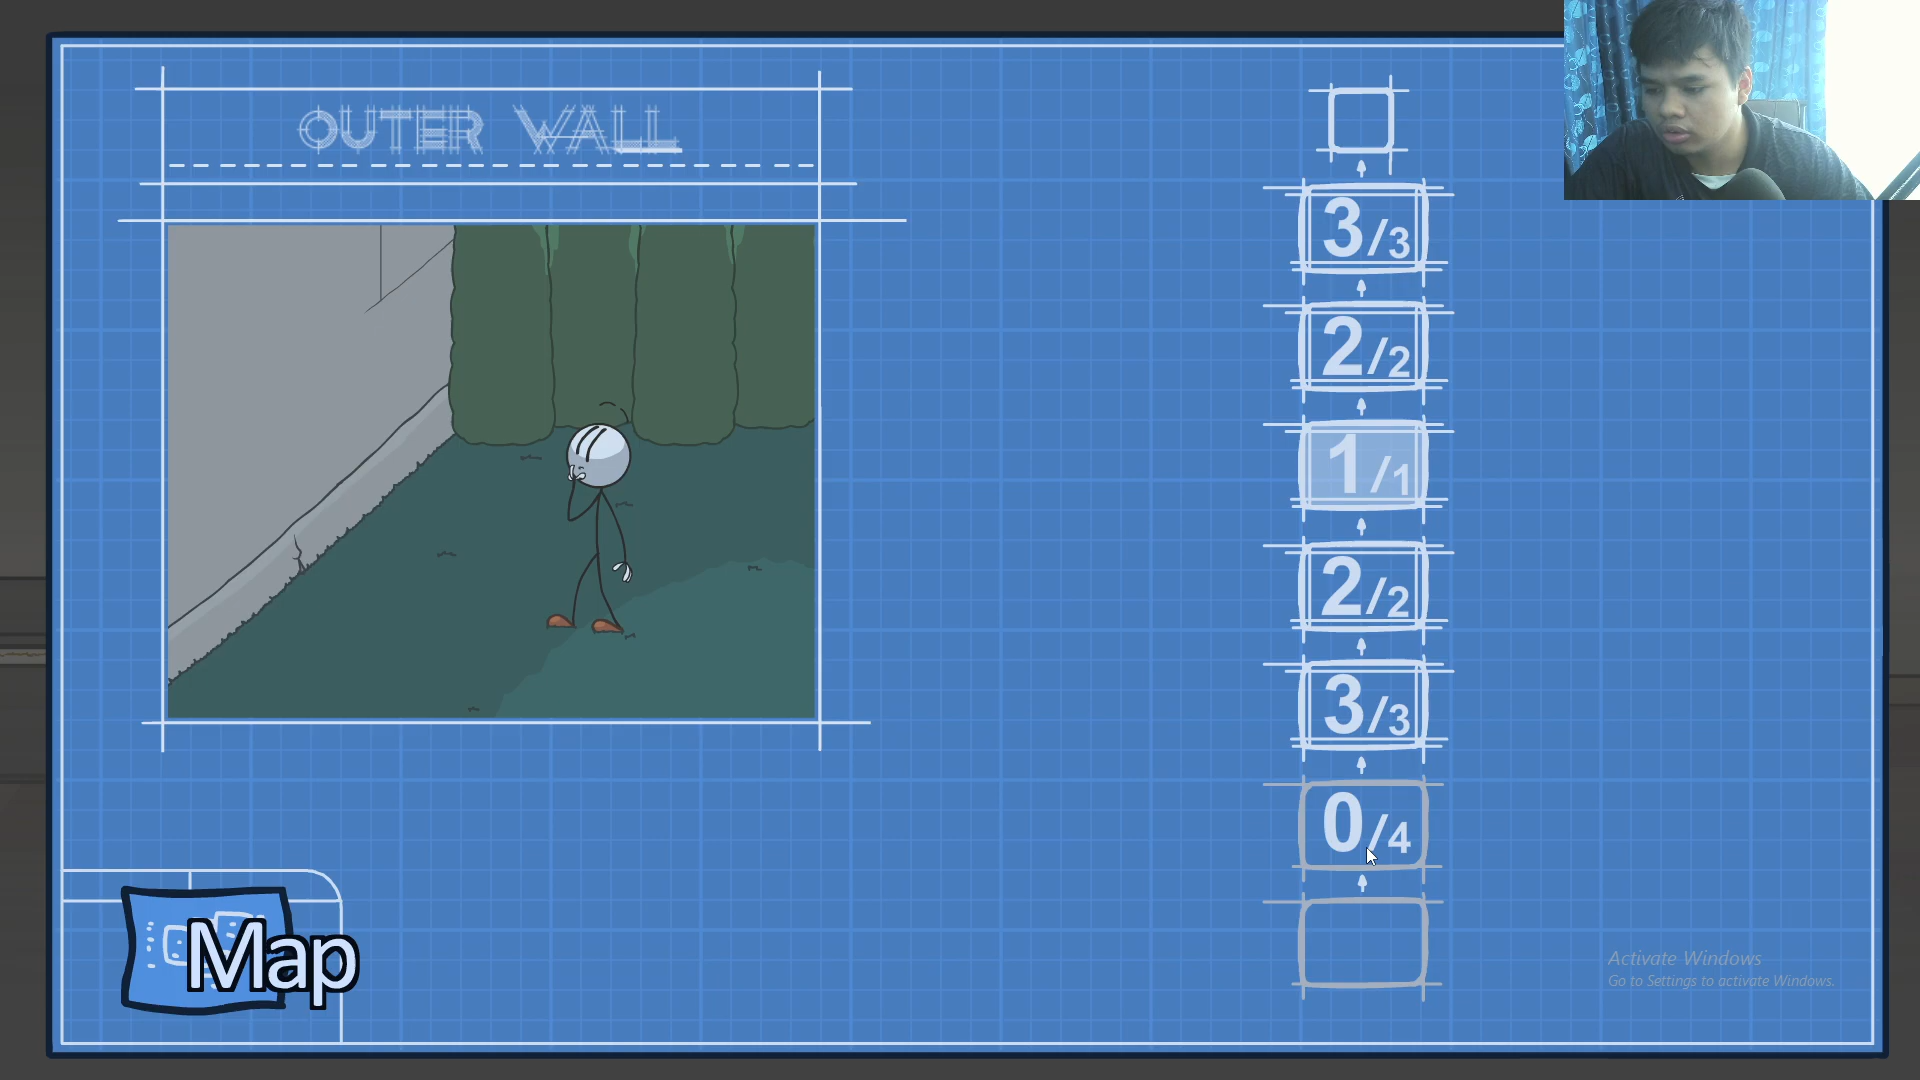 OUTER WALL
3/3
2/2
1/1
2/2
3/3
0/4
Map
Activate Windows
Go to Settings to activate Windows.